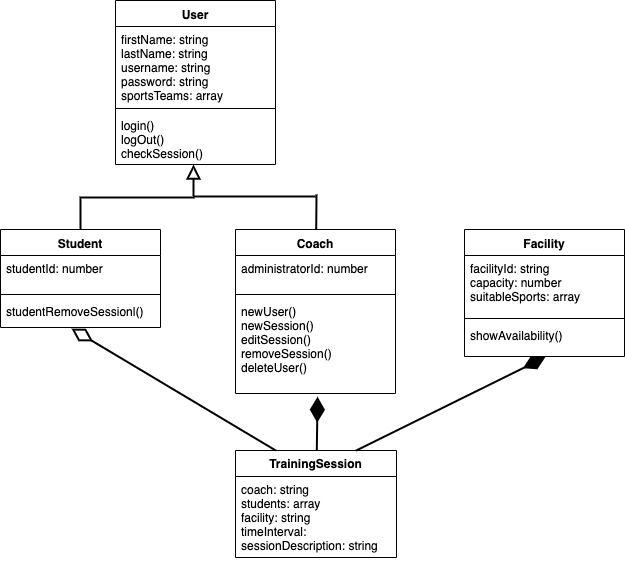 User
firstName: string
lastName: string
username: string
password: string
sportsTeams: array
login()
logOut()
checkSession()
Student
studentId: number
studentRemoveSessionl()
Coach
administratorId: number
newUser()
newSession()
editSession()
removeSession()
deleteUser()
Facility
facilityId: string
capacity: number
suitableSports: array
showAvailability()
TrainingSession
coach: string
students: array
facility: string
timeInterval:
sessionDescription: string